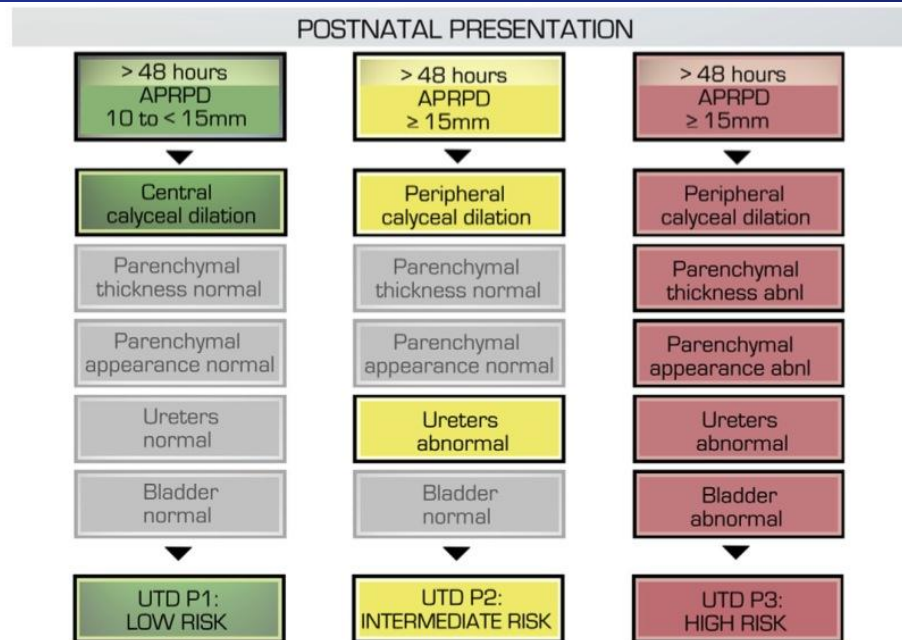 POSTNATAL PRESENTATION
> 48 hours
APRPD
10 to < 15mm
Central
calyceal dilation
Parenchymal
thickness normal
Parenchymal
appearance normal
Ureters
normal
Bladder
normal
UTD P1:
LOW RISK
> 48 hours
APRPD
≥ 15mm
Peripheral
calyceal dilation
Parenchymal
thickness normal
Parenchymal
appearance normal
Ureters
abnormal
Bladder
normal
UTD P2:
INTERMEDIATE RISK
> 48 hours
APRPD
≥ 15mm
Peripheral
calyceal dilation
Parenchymal
thickness abnl
Parenchymal
appearance abnl
Ureters
abnormal
Bladder
abnormal
UTD P3:
HIGH RISK